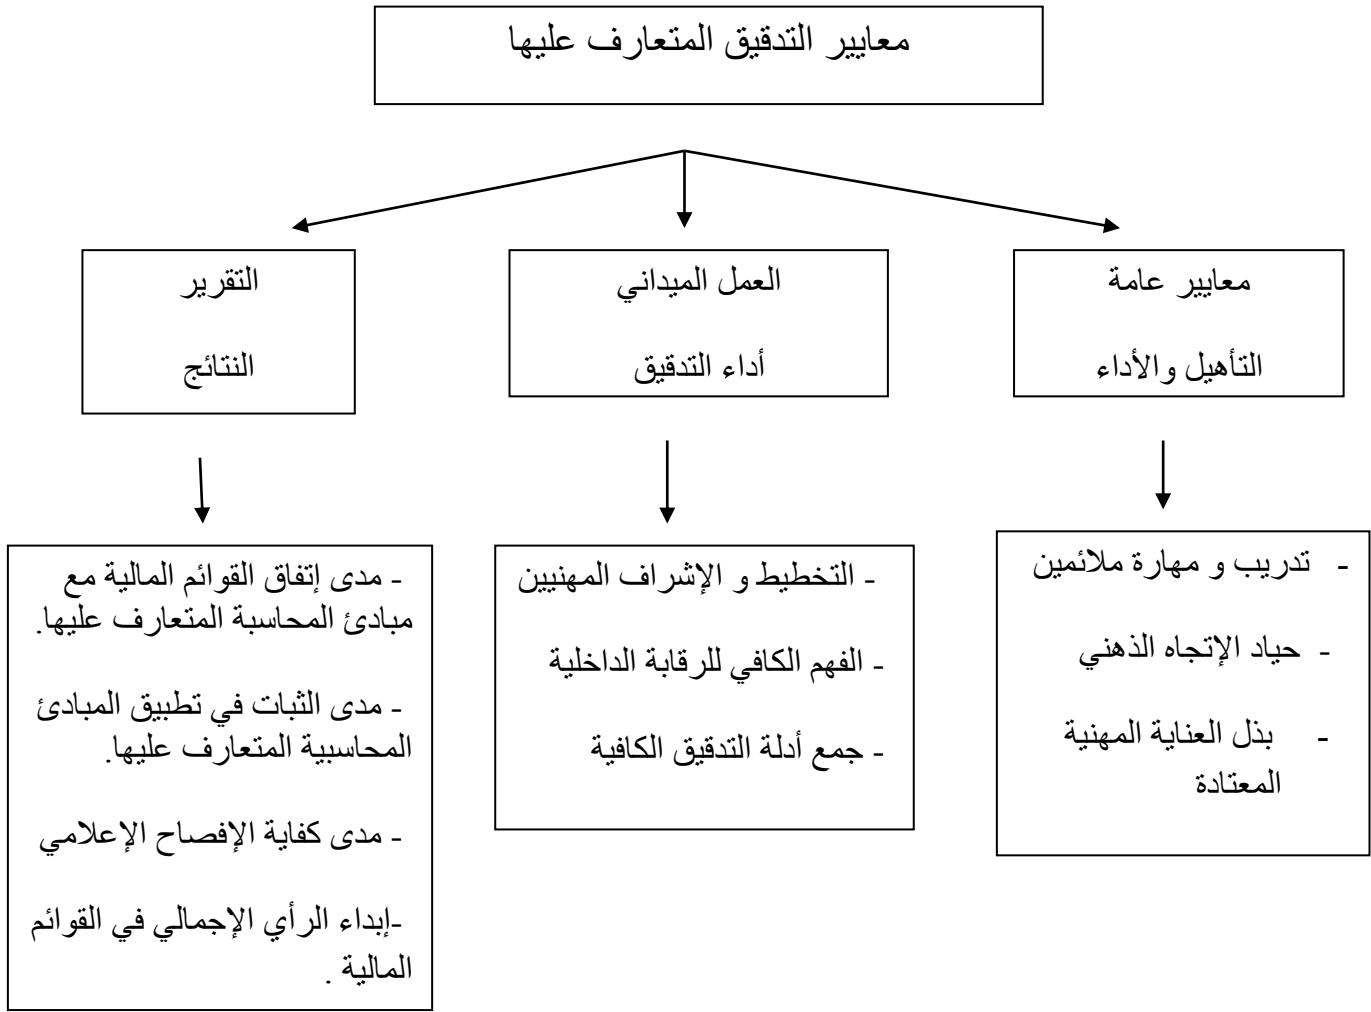 معايير التدقيق المتعارف عليها
معايير عامة
التأهيل والأداء
العمل الميداني
أداء التدقيق
التقرير
النتائج
- تدريب و مهارة ملائمين
- حياد الإتجاه الذهني
- بذل العناية المهنية
المعتادة
- التخطيط و الإشراف المهنيين
- الفهم الكافي للرقابة الداخلية
- جمع أدلة التدقيق الكافية
- مدى إتفاق القوائم المالية مع
مبادئ المحاسبة المتعارف عليها.
- مدى الثبات في تطبيق المبادئ
المحاسبية المتعارف عليها.
- مدى كفاية الإفصاح الإعلامي
-إبداء الرأي الإجمالي في القوائم
المالية .